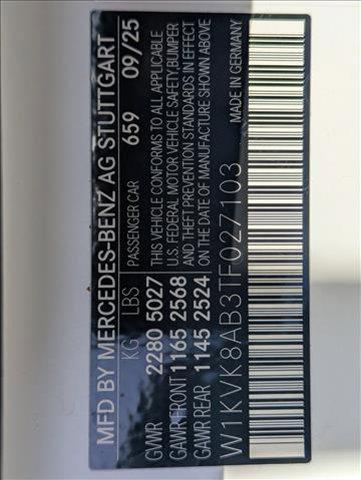 MFD BY MERCEDES-BENZ AG STUTTGART
KG LBS PASSENGER CAR 659 09/25
GVWR 2280 5027 THIS VEHICLE CONFORMS TO ALL APPLICABLE
U.S. FEDERAL MOTOR VEHICLE SAFETY,BUMPER
GAWR FRONT 1165 2568 AND THEFT PREVENTION STANDARDS IN EFFECT
GAWR REAR 1145 2524 ON THE DATE OF MANUFACTURE SHOWN ABOVE
W1KVK8AB3TF027103 MADE IN GERMANY